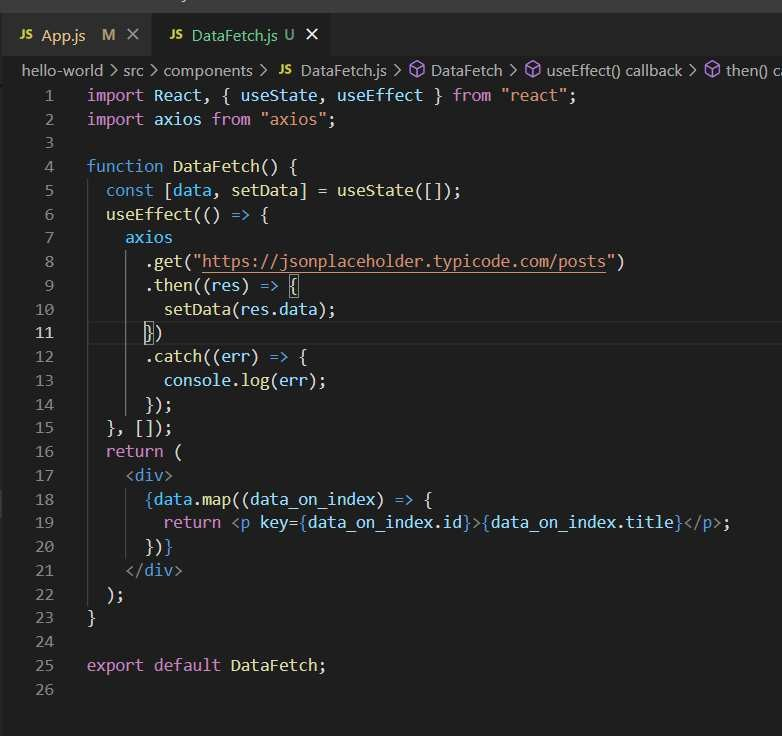 JS App.js M × JS DataFetch.js U ×
hello-world > src > components > JS DataFetch.js > DataFetch > useEffect() callback > then() c
1 import React, { useState, useEffect } from "react";
2 import axios from "axios";
3
4 function DataFetch() {
5   const [data, setData] = useState([]);
6   useEffect(() => {
7     axios
8       .get("https://jsonplaceholder.typicode.com/posts")
9       .then((res) => {
10         setData(res.data);
11       })
12       .catch((err) => {
13         console.log(err);
14       });
15   }, []);
16   return (
17     <div>
18       {data.map((data_on_index) => {
19         return <p key={data_on_index.id}>{data_on_index.title}</p>;
20       })}
21     </div>
22   );
23 }
24
25 export default DataFetch;
26